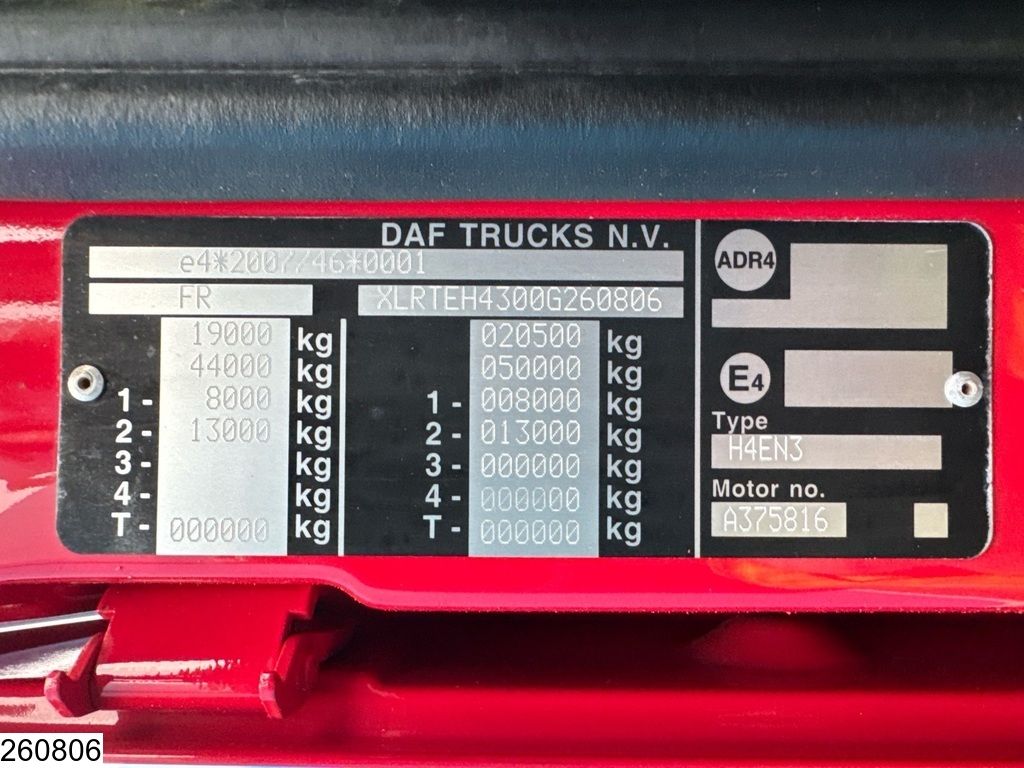 DAF TRUCKS N.V.
e4*2007/46*0001
FR XLRTEH4300G260806
19000 kg 020500 kg
44000 kg 050000 kg
1- 8000 kg 1- 008000 kg
2- 13000 kg 2- 013000 kg
3- kg 3- 000000 kg
4- kg 4- 000000 kg
T- 000000 kg T- 000000 kg
ADR4
E4
Type
H4EN3
Motor no.
A375816
260806